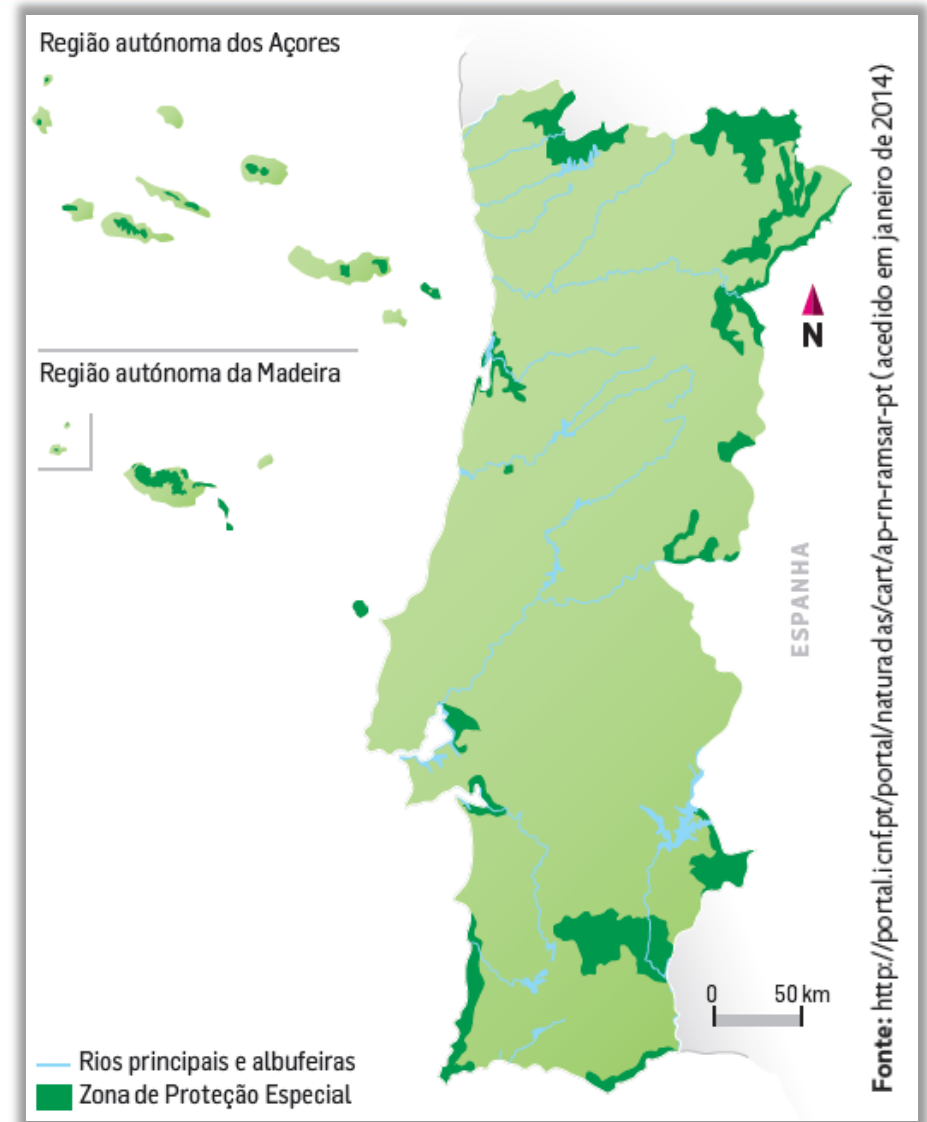 Região autónoma dos Açores
Região autónoma da Madeira
N
ESPANHA
0 50 km
Rios principais e albufeiras
Zona de Proteção Especial
Fonte: http://portal.icnf.pt/portal/naturadas/cart/ap-rn-ramsar-pt (acedido em janeiro de 2014)